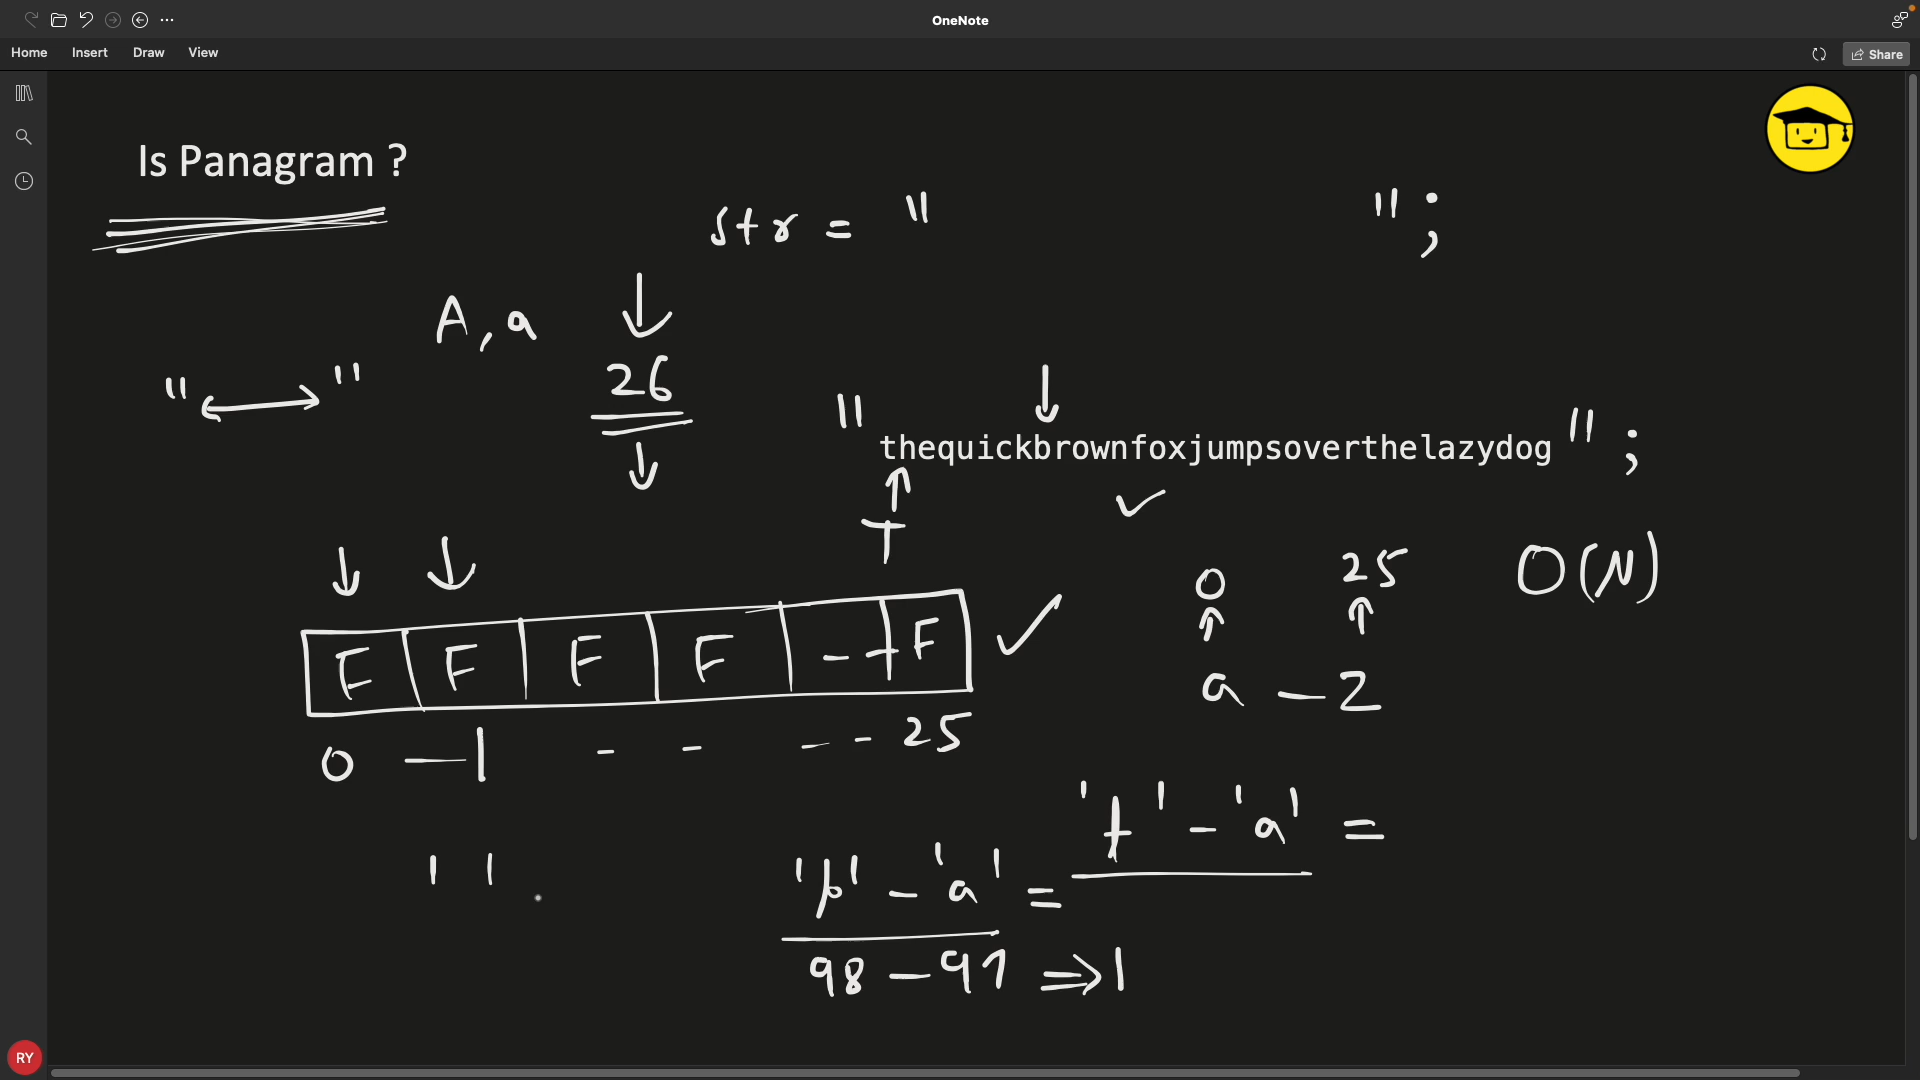 OneNote
Home Insert Draw View
Share
Is Panagram ?
str = " ";
A, a
26
" "
"thequickbrownfoxjumpsoverthelazydog";
T
0 25 O(N)
F F F F - - F
a - z
0 - 1 - - - - 25
't' - 'a' =
' '
'b' - 'a' =
98 - 97 => 1
RY